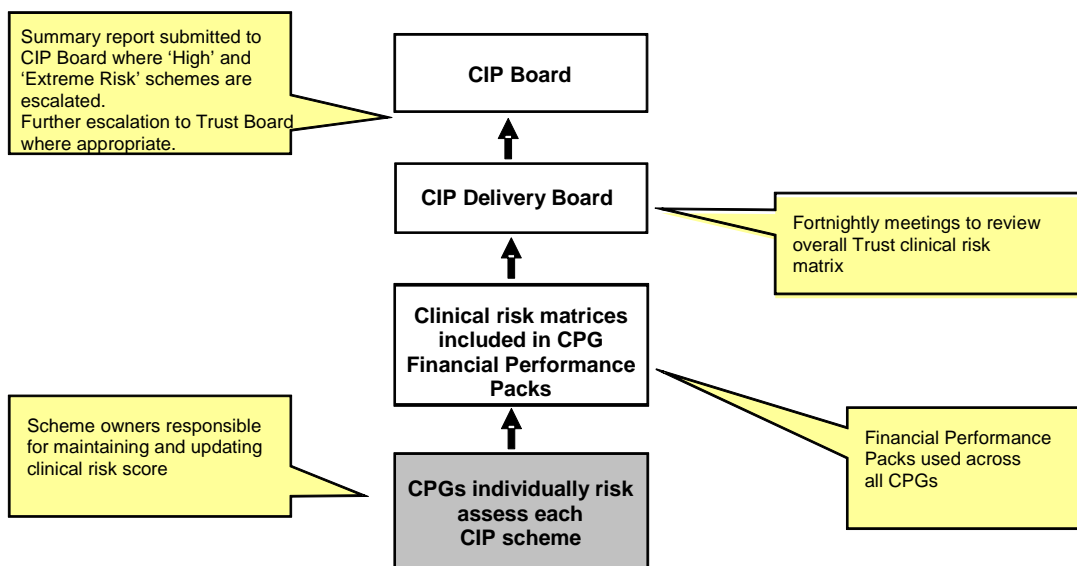 Summary report submitted to
CIP Board where ‘High’ and
‘Extreme Risk’ schemes are
escalated.
Further escalation to Trust Board
where appropriate.
CIP Board
CIP Delivery Board
Fortnightly meetings to review
overall Trust clinical risk
matrix
Clinical risk matrices
included in CPG
Financial Performance
Packs
Scheme owners responsible
for maintaining and updating
clinical risk score
Financial Performance
Packs used across
all CPGs
CPGs individually risk
assess each
CIP scheme